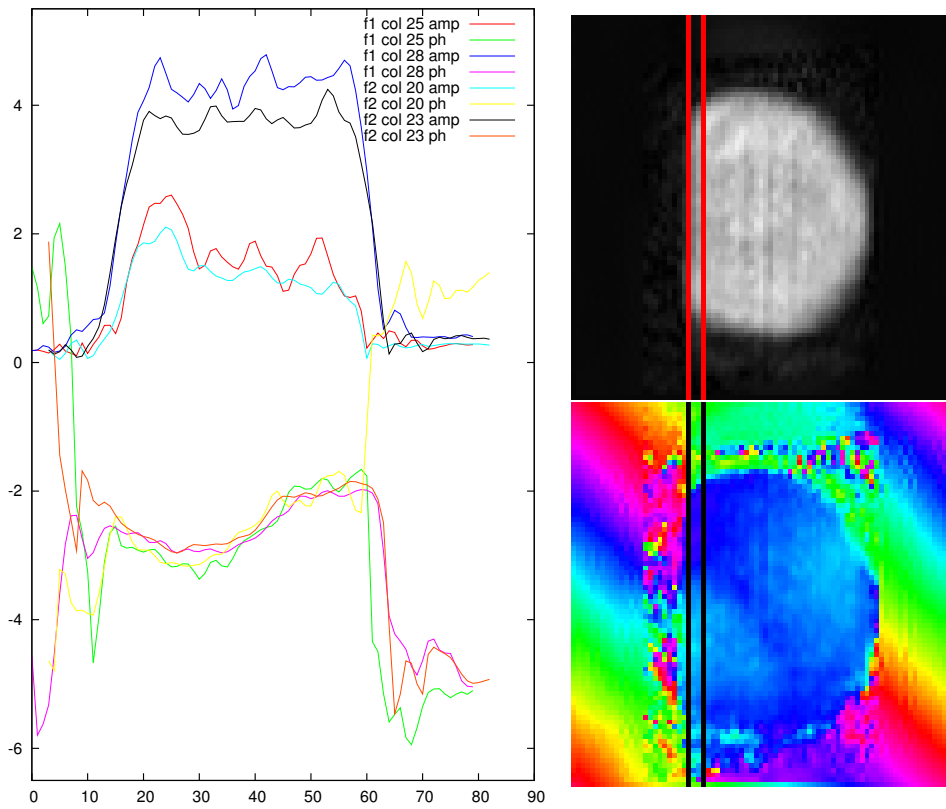 f1 col 25 amp
f1 col 25 ph
f1 col 28 amp
f1 col 28 ph
f2 col 20 amp
f2 col 20 ph
f2 col 23 amp
f2 col 23 ph
4
2
0
-2
-4
-6
0 10 20 30 40 50 60 70 80 90